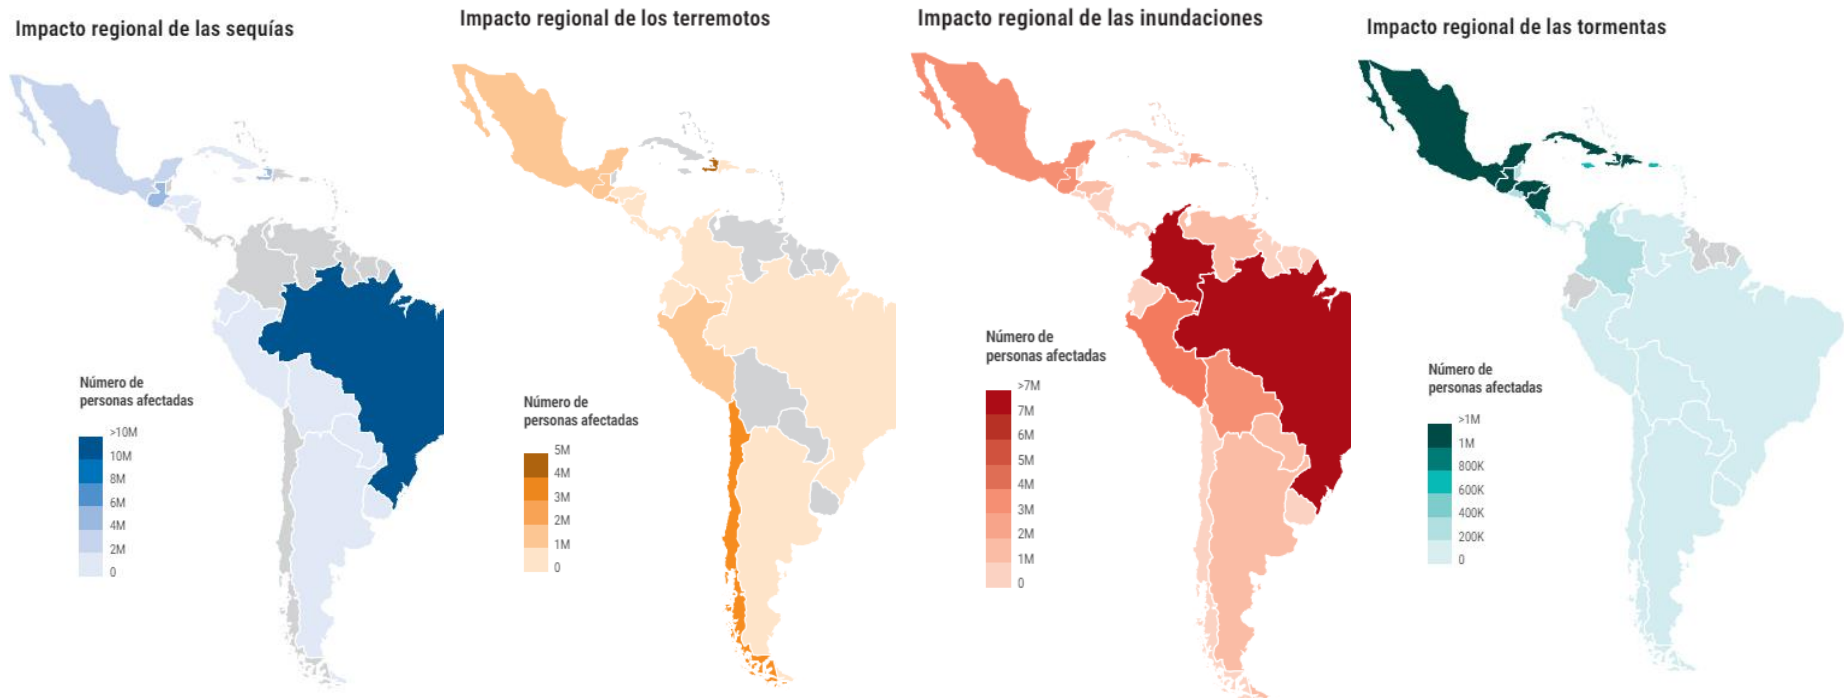 Impacto regional de las sequías
Número de
personas afectadas
>10M
10M
8M
6M
4M
2M
0
Impacto regional de los terremotos
Número de
personas afectadas
5M
4M
3M
2M
1M
0
Impacto regional de las inundaciones
Número de
personas afectadas
>7M
7M
6M
5M
4M
3M
2M
1M
0
Impacto regional de las tormentas
Número de
personas afectadas
>1M
1M
800K
600K
400K
200K
0